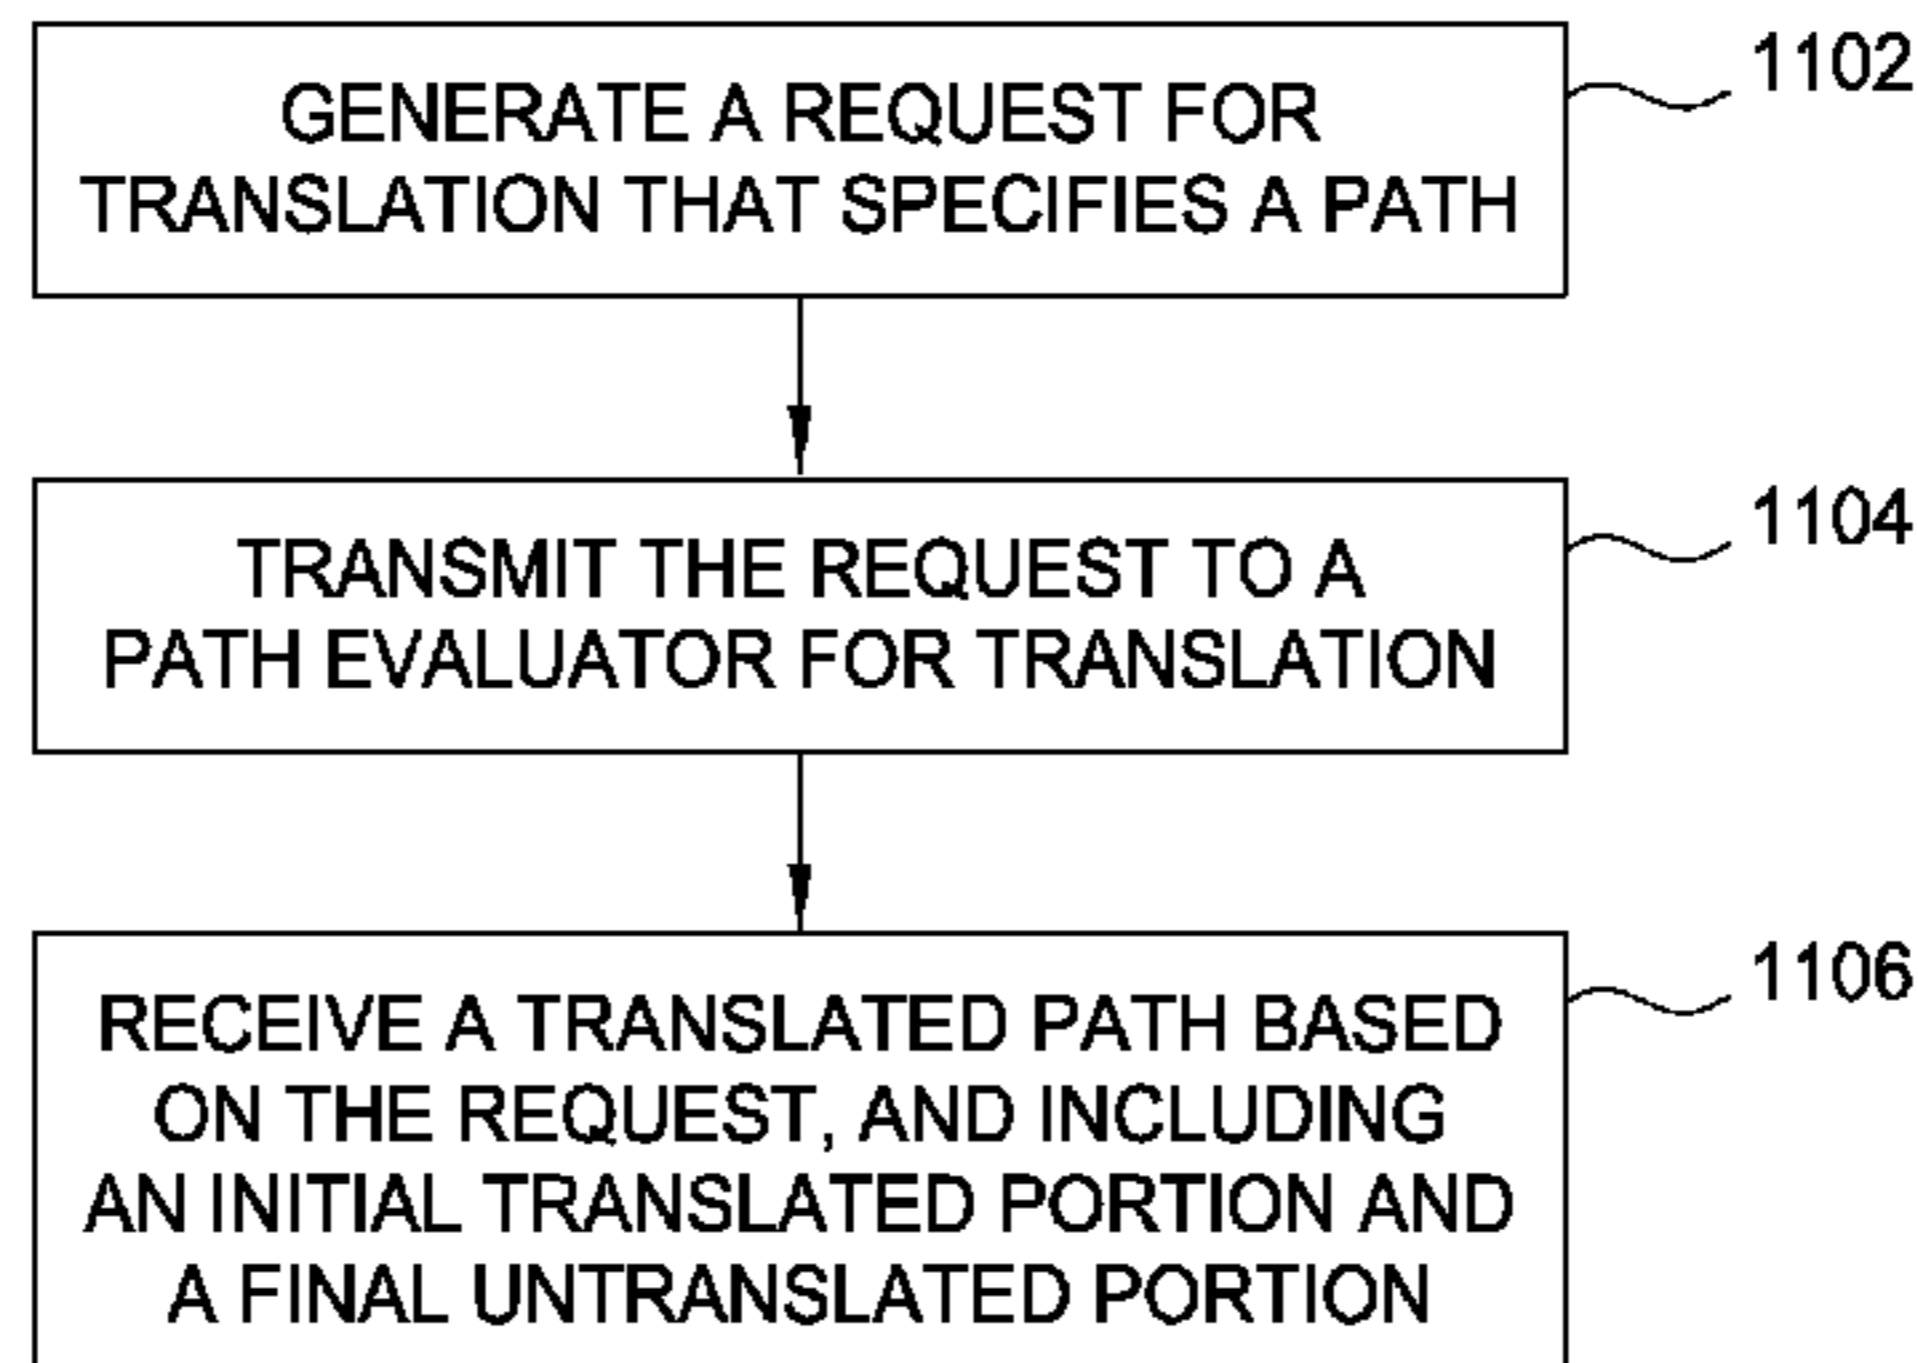 GENERATE A REQUEST FOR
TRANSLATION THAT SPECIFIES A PATH
1102
TRANSMIT THE REQUEST TO A
PATH EVALUATOR FOR TRANSLATION
1104
RECEIVE A TRANSLATED PATH BASED
ON THE REQUEST, AND INCLUDING
AN INITIAL TRANSLATED PORTION AND
A FINAL UNTRANSLATED PORTION
1106